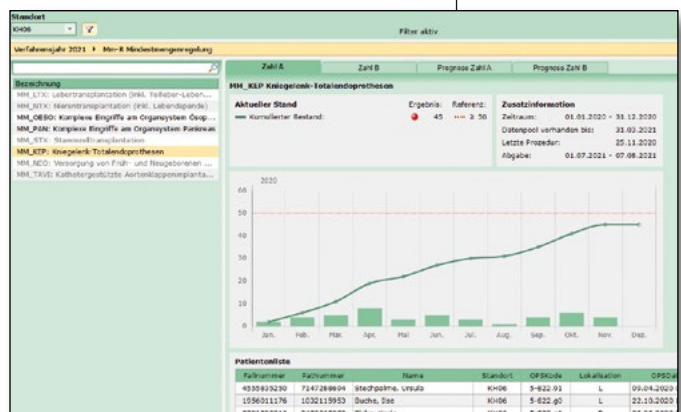 Standort
KH06
Filter aktiv
Verfahrensjahr 2021 Mm-R Mindestmengenregelung
Zahl A Zahl B Prognose Zahl A Prognose Zahl B
Bezeichnung
MM_LTX: Lebertransplantation (inkl. Teilleber-Leben...
MM_NTX: Nierentransplantation (inkl. Lebendspende)
MM_OESO: Komplexe Eingriffe am Organsystem Ösop...
MM_PAN: Komplexe Eingriffe am Organsystem Pankreas
MM_STX: Stammzelltransplantation
MM_KEP: Kniegelenk-Totalendoprothesen
MM_NEO: Versorgung von Früh- und Neugeborenen ...
MM_TAVI: Kathetergestützte Aortenklappenimplanta...
MM_KEP Kniegelenk-Totalendoprothesen
Aktueller Stand Ergebnis: Referenz:
Kumulierter Bestand: 45 ≥ 50
Zusatzinformation
Zeitraum: 01.01.2020 - 31.12.2020
Datenpool vorhanden bis: 31.03.2021
Letzte Prozedur: 25.11.2020
Abgabe: 01.07.2021 - 07.08.2021
2020
60
50
40
30
20
10
0
Jan. Feb. Mär. Apr. Mai Jun. Jul. Aug. Sep. Okt. Nov. Dez.
Patientenliste
Fallnummer Patnummer Name Standort OPSKode Lokalisation OPSDa
4535835230 7147288694 Stechpalme, Ursula KH06 5-822.91 L 09.04.2020
1956011176 1032115953 Buche, Ilse KH06 5-822.g0 L 22.10.2020